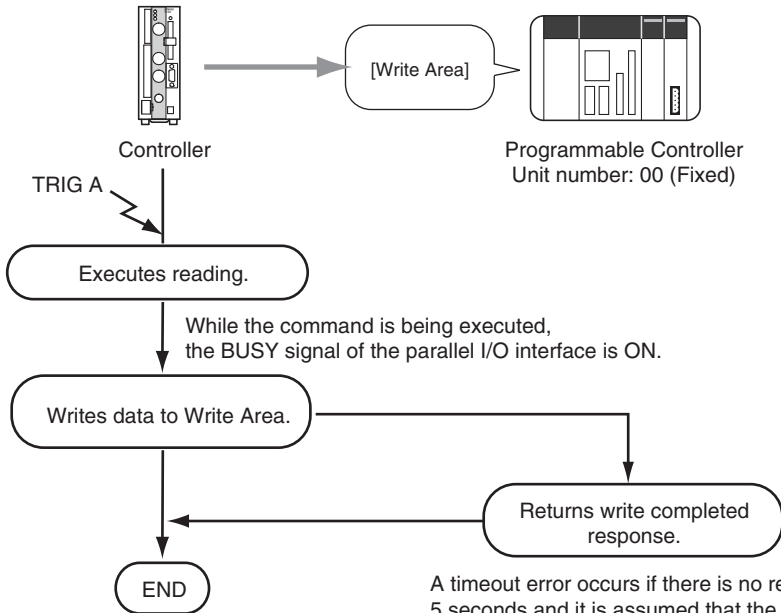 [Write Area]
Controller
Programmable Controller
Unit number: 00 (Fixed)
TRIG A
Executes reading.
While the command is being executed,
the BUSY signal of the parallel I/O interface is ON.
Writes data to Write Area.
Returns write completed
response.
END
A timeout error occurs if there is no
5 seconds and it is assumed that the